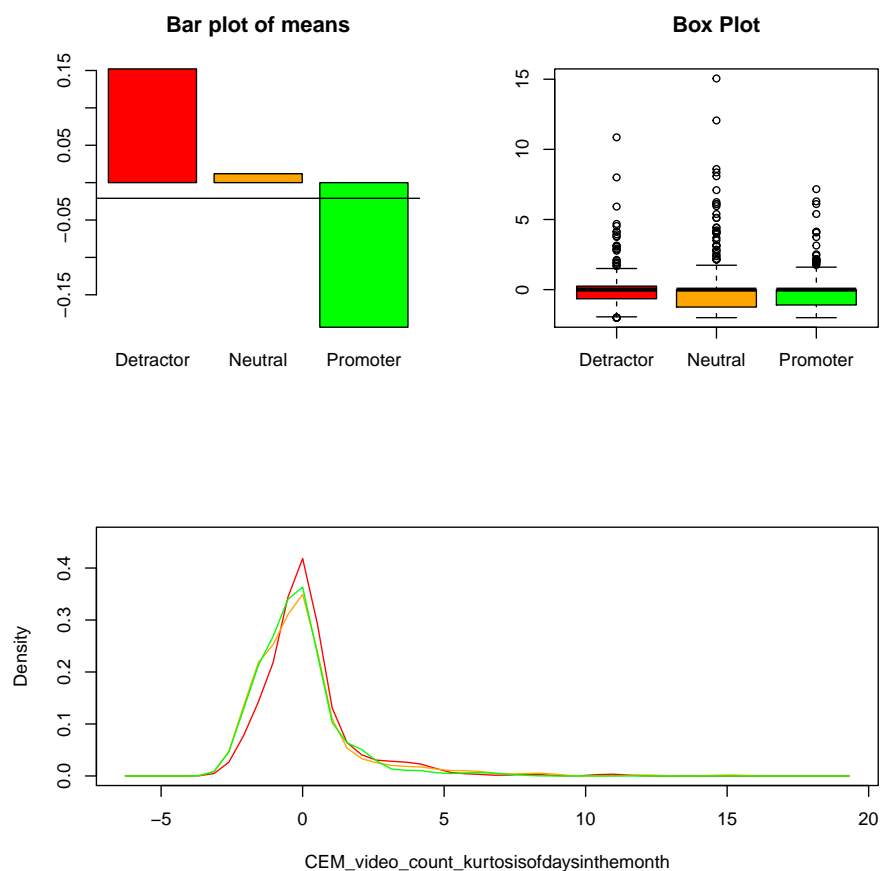 Bar plot of means
0.15
0.05
−0.05
−0.15
Detractor Neutral Promoter
Box Plot
15
10
5
0
Detractor Neutral Promoter
Density
0.4
0.3
0.2
0.1
0.0
−5 0 5 10 15 20
CEM_video_count_kurtosisofdaysinthemonth